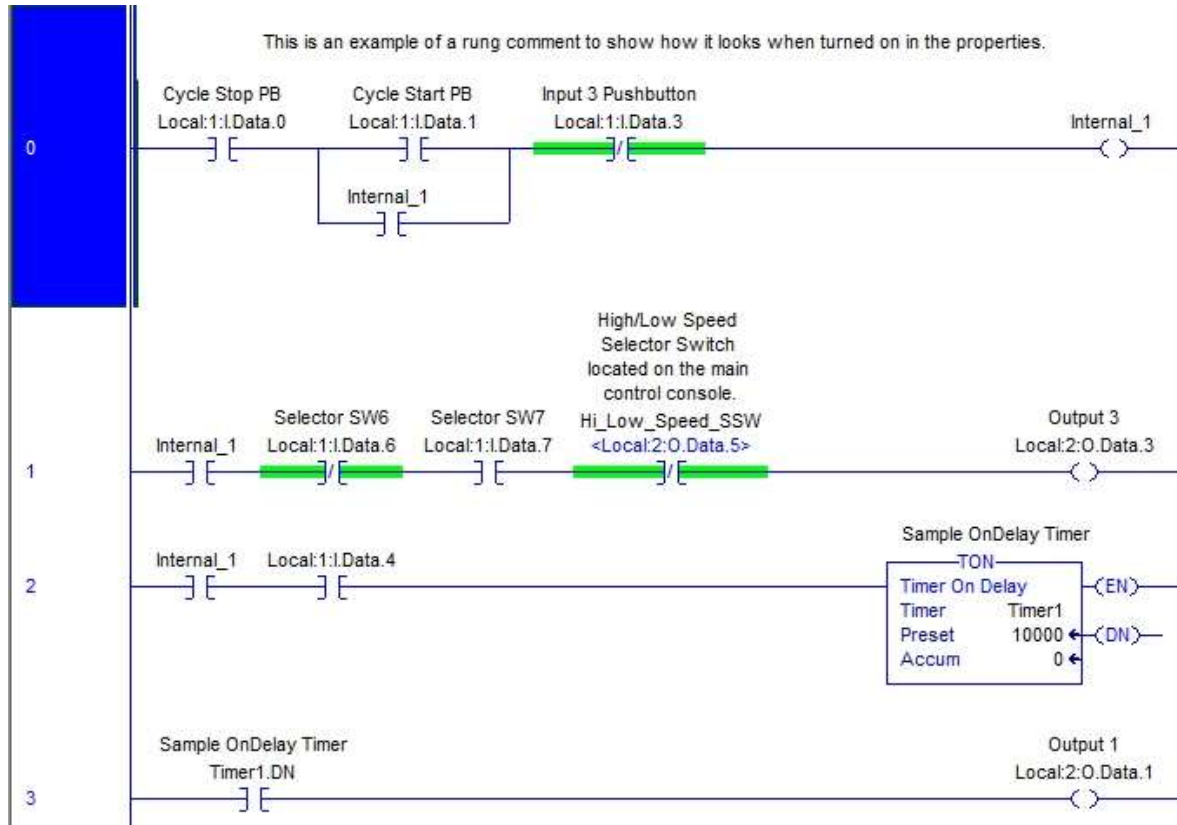 This is an example of a rung comment to show how it looks when turned on in the properties.
Cycle Stop PB
Local:1:I.Data.0
Cycle Start PB
Local:1:I.Data.1
Input 3 Pushbutton
Local:1:I.Data.3
Internal_1
0
Internal_1
High/Low Speed
Selector Switch
located on the main
control console.
Hi_Low_Speed_SSW
<Local:2:O.Data.5>
Internal_1
Selector SW6
Local:1:I.Data.6
Selector SW7
Local:1:I.Data.7
Output 3
Local:2:O.Data.3
1
Internal_1
Local:1:I.Data.4
2
Sample OnDelay Timer
TON
Timer On Delay
Timer Timer1
Preset 10000
Accum 0
EN
DN
Sample OnDelay Timer
Timer1.DN
Output 1
Local:2:O.Data.1
3